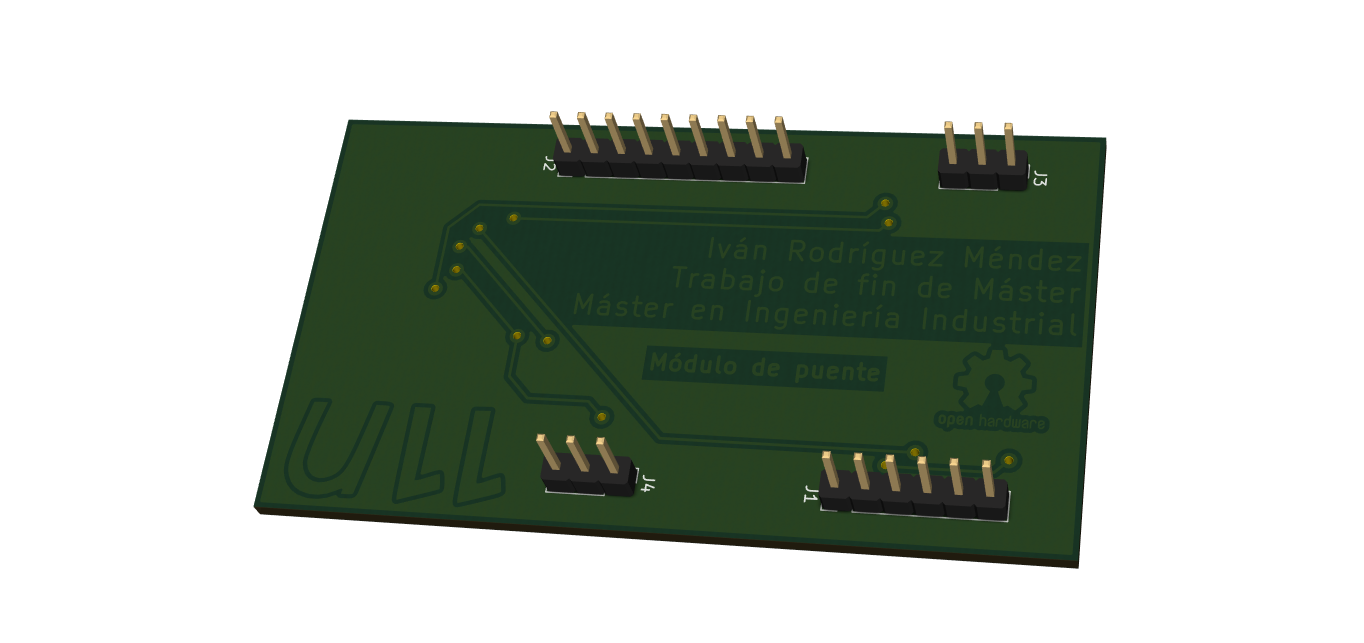 J2
J3
Iván Rodríguez Méndez
Trabajo de fin de Máster
Máster en Ingeniería Industrial
Módulo de puente
open hardware
ULL
J4
J1